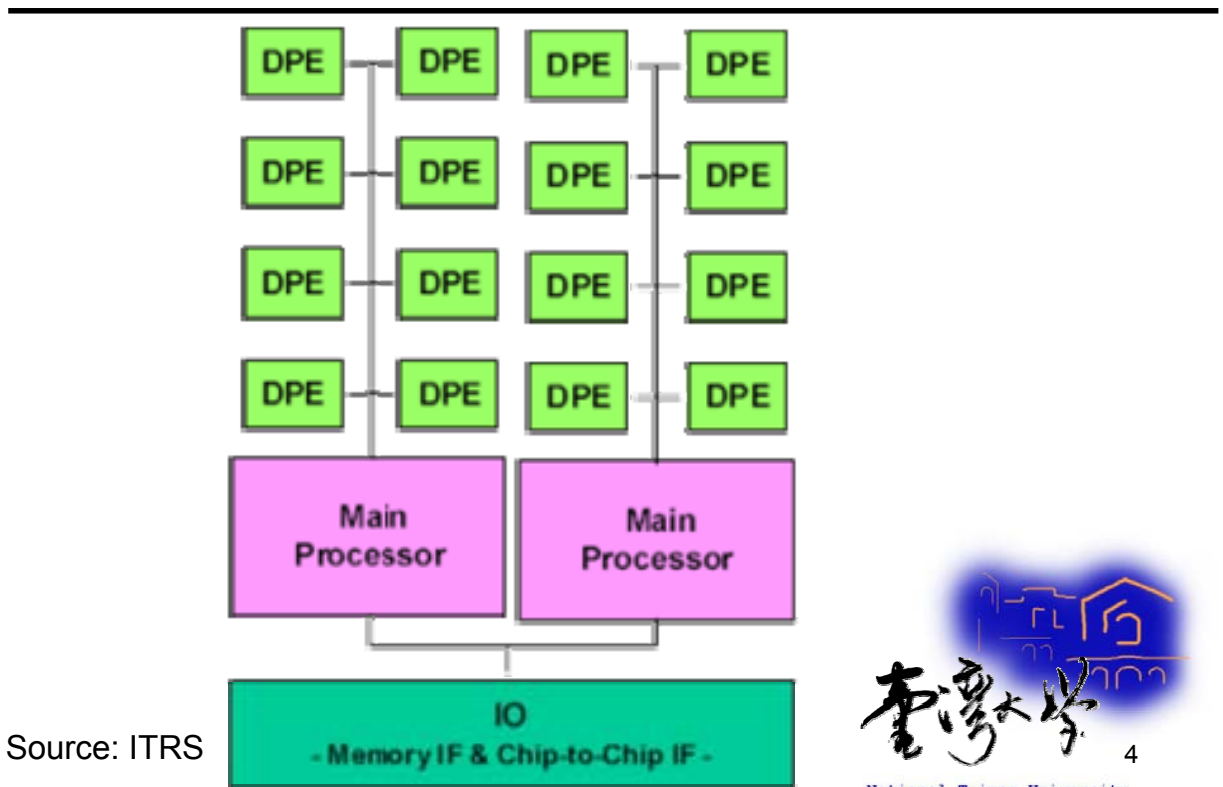 DPE DPE DPE DPE
DPE DPE DPE DPE
DPE DPE DPE DPE
DPE DPE DPE DPE
Main
Processor
Main
Processor
IO
- Memory IF & Chip-to-Chip IF -
Source: ITRS
臺灣大學
4